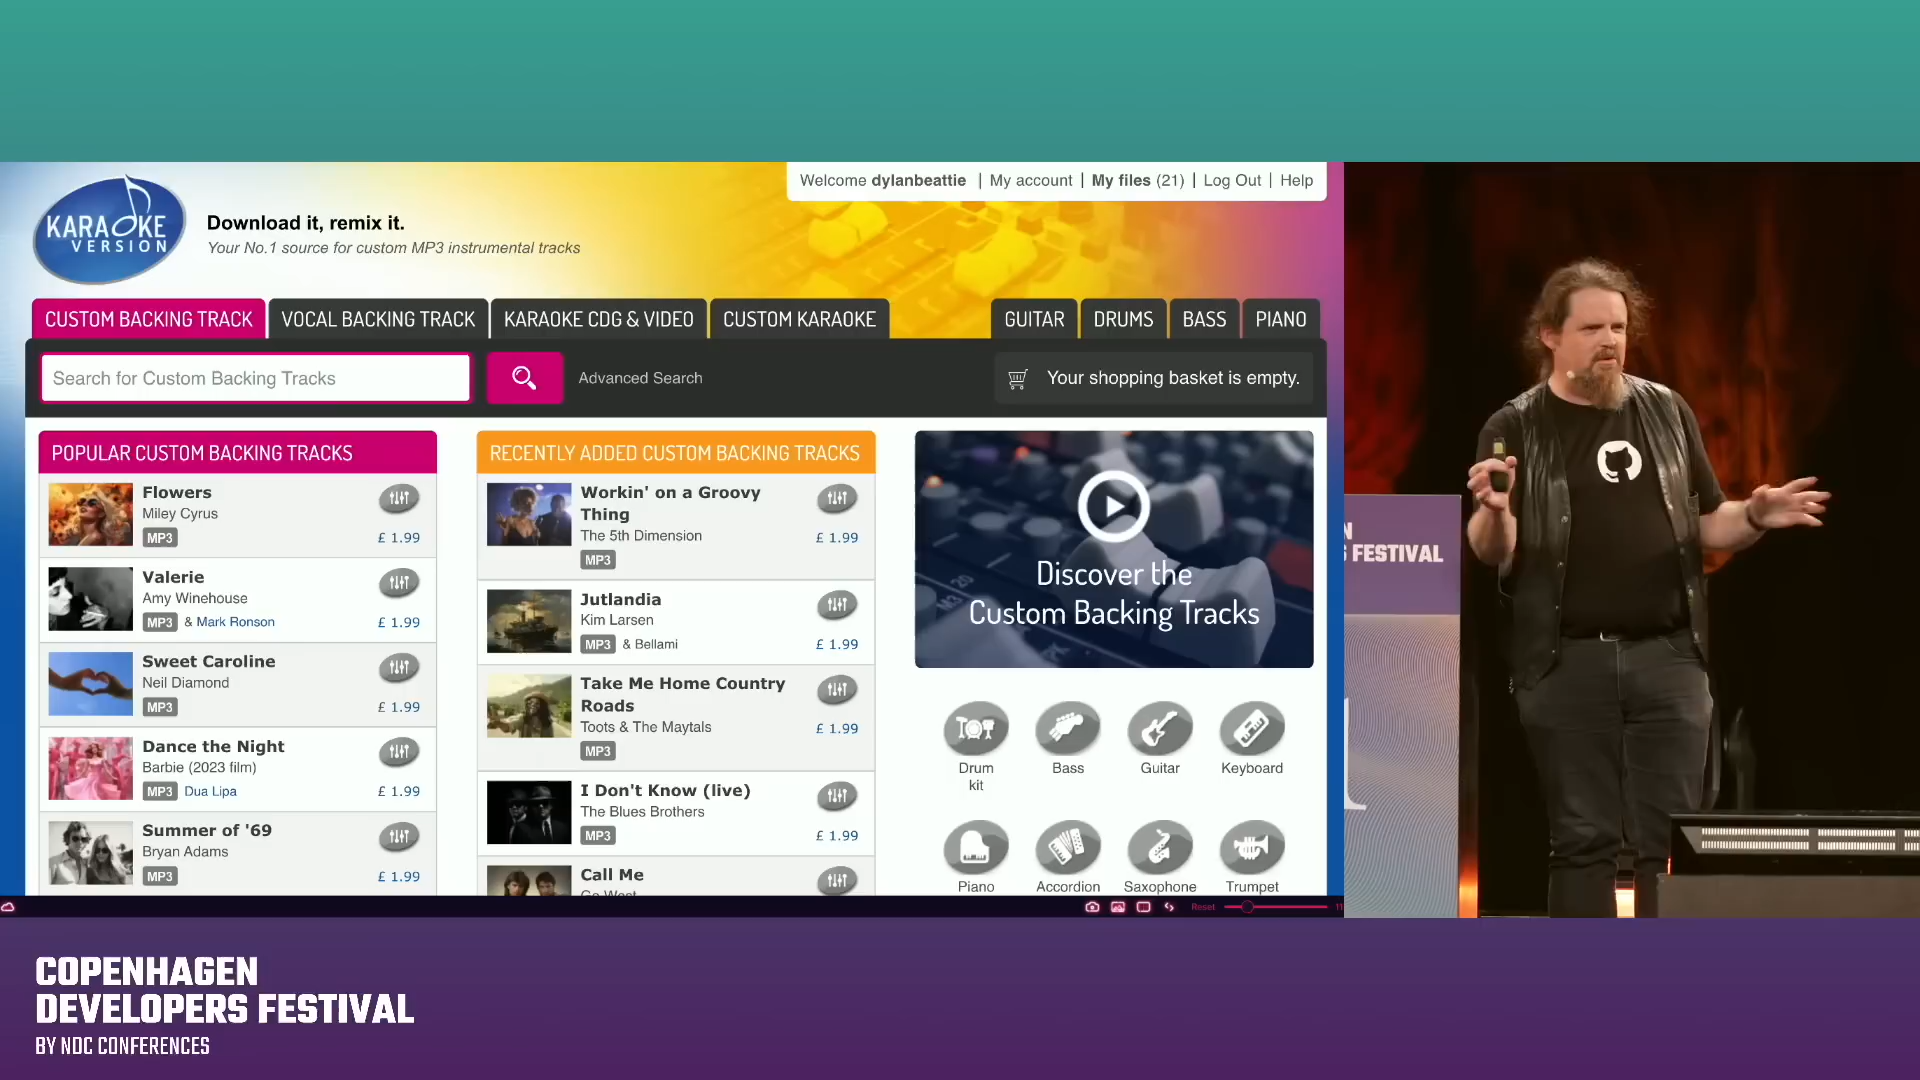 Welcome dylanbeattie | My account | My files (21) | Log Out | Help
KARAOKE
VERSION
Download it, remix it.
Your No.1 source for custom MP3 instrumental tracks
CUSTOM BACKING TRACK
VOCAL BACKING TRACK
KARAOKE CDG & VIDEO
CUSTOM KARAOKE
GUITAR
DRUMS
BASS
PIANO
Search for Custom Backing Tracks
Advanced Search
Your shopping basket is empty.
POPULAR CUSTOM BACKING TRACKS
Flowers
Miley Cyrus
MP3
£ 1.99
Valerie
Amy Winehouse
MP3 & Mark Ronson
£ 1.99
Sweet Caroline
Neil Diamond
MP3
£ 1.99
Dance the Night
Barbie (2023 film)
MP3 Dua Lipa
£ 1.99
Summer of '69
Bryan Adams
MP3
£ 1.99
RECENTLY ADDED CUSTOM BACKING TRACKS
Workin' on a Groovy
Thing
The 5th Dimension
MP3
£ 1.99
Jutlandia
Kim Larsen
MP3 & Bellami
£ 1.99
Take Me Home Country
Roads
Toots & The Maytals
MP3
£ 1.99
I Don't Know (live)
The Blues Brothers
MP3
£ 1.99
Call Me
Go West
Discover the
Custom Backing Tracks
Drum
kit
Bass
Guitar
Keyboard
Piano
Accordion
Saxophone
Trumpet
Reset
11
N
S FESTIVAL
COPENHAGEN
DEVELOPERS FESTIVAL
BY NDC CONFERENCES